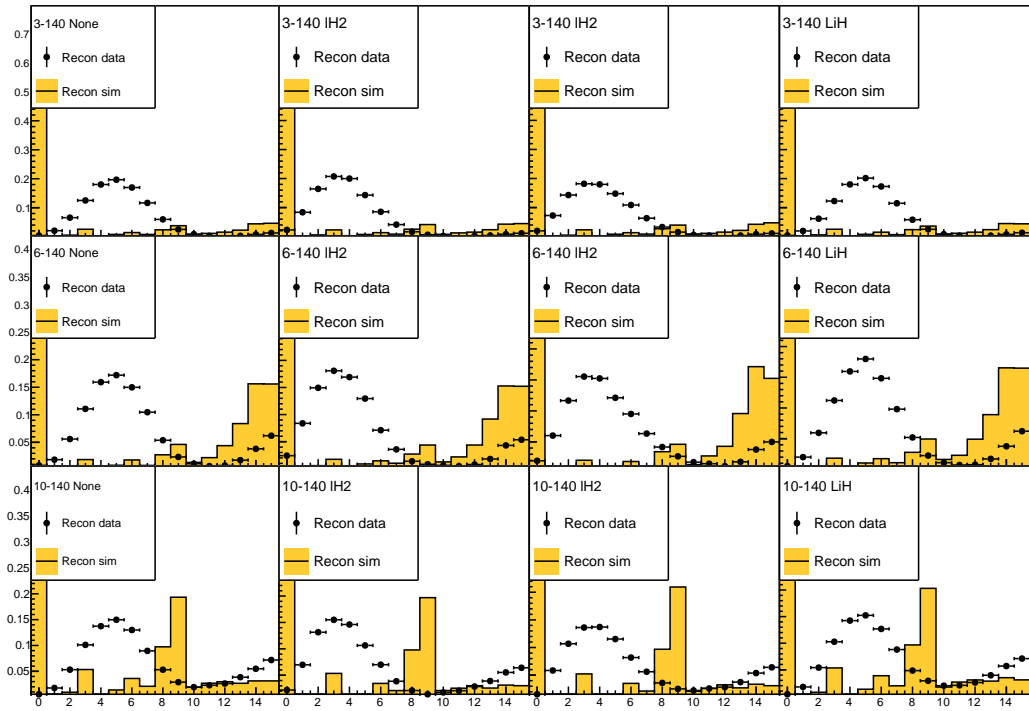 3-140 None
Recon data
Recon sim
3-140 lH2
Recon data
Recon sim
3-140 lH2
Recon data
Recon sim
3-140 LiH
Recon data
Recon sim
0.7
0.6
0.5
0.4
0.3
0.2
0.1
6-140 None
Recon data
Recon sim
6-140 lH2
Recon data
Recon sim
6-140 lH2
Recon data
Recon sim
6-140 LiH
Recon data
Recon sim
0.4
0.35
0.3
0.25
0.2
0.15
0.1
0.05
10-140 None
Recon data
Recon sim
10-140 lH2
Recon data
Recon sim
10-140 lH2
Recon data
Recon sim
10-140 LiH
Recon data
Recon sim
0.4
0.35
0.3
0.25
0.2
0.15
0.1
0.05
0 2 4 6 8 10 12 14
0 2 4 6 8 10 12 14
0 2 4 6 8 10 12 14
0 2 4 6 8 10 12 14